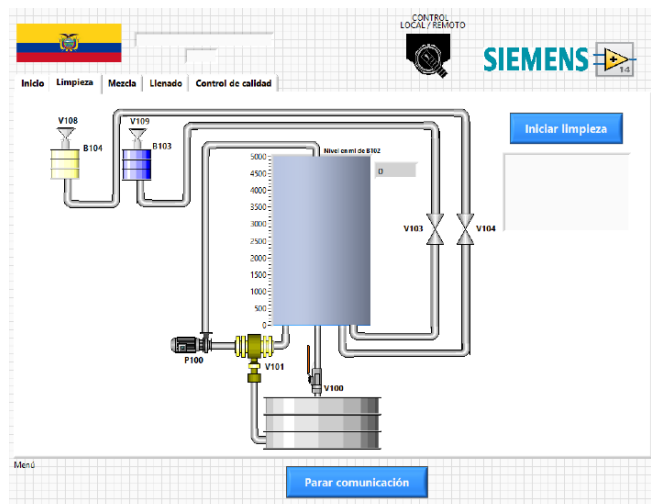 CONTROL
LOCAL / REMOTO
SIEMENS
14
Inicio Limpieza Mezcla Llenado Control de calidad
V108
V109
B104
B103
Nivel en ml de B102
0
5000
4500
4000
3500
3000
2500
2000
1500
1000
500
0
Iniciar limpieza
V103
V104
P100
V101
V100
Menú
Parar comunicación